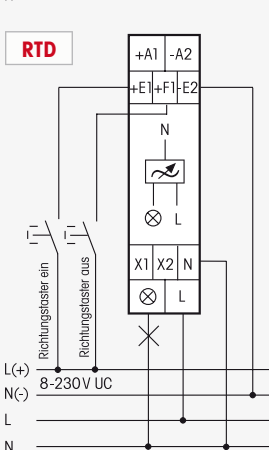 RTD
+A1 -A2
+E1 +F1 -E2
N
L
X1 X2 N
L
Richtungstaster ein
Richtungstaster aus
L(+)
8-230V UC
N(-)
L
N